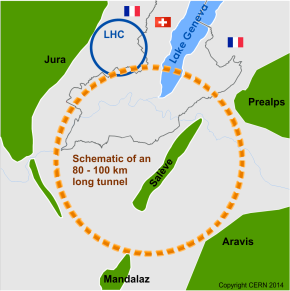 LHC
Lake Geneva
Jura
Prealps
Schematic of an
80 - 100 km
long tunnel
Salève
Aravis
Mandalaz
Copyright CERN 2014